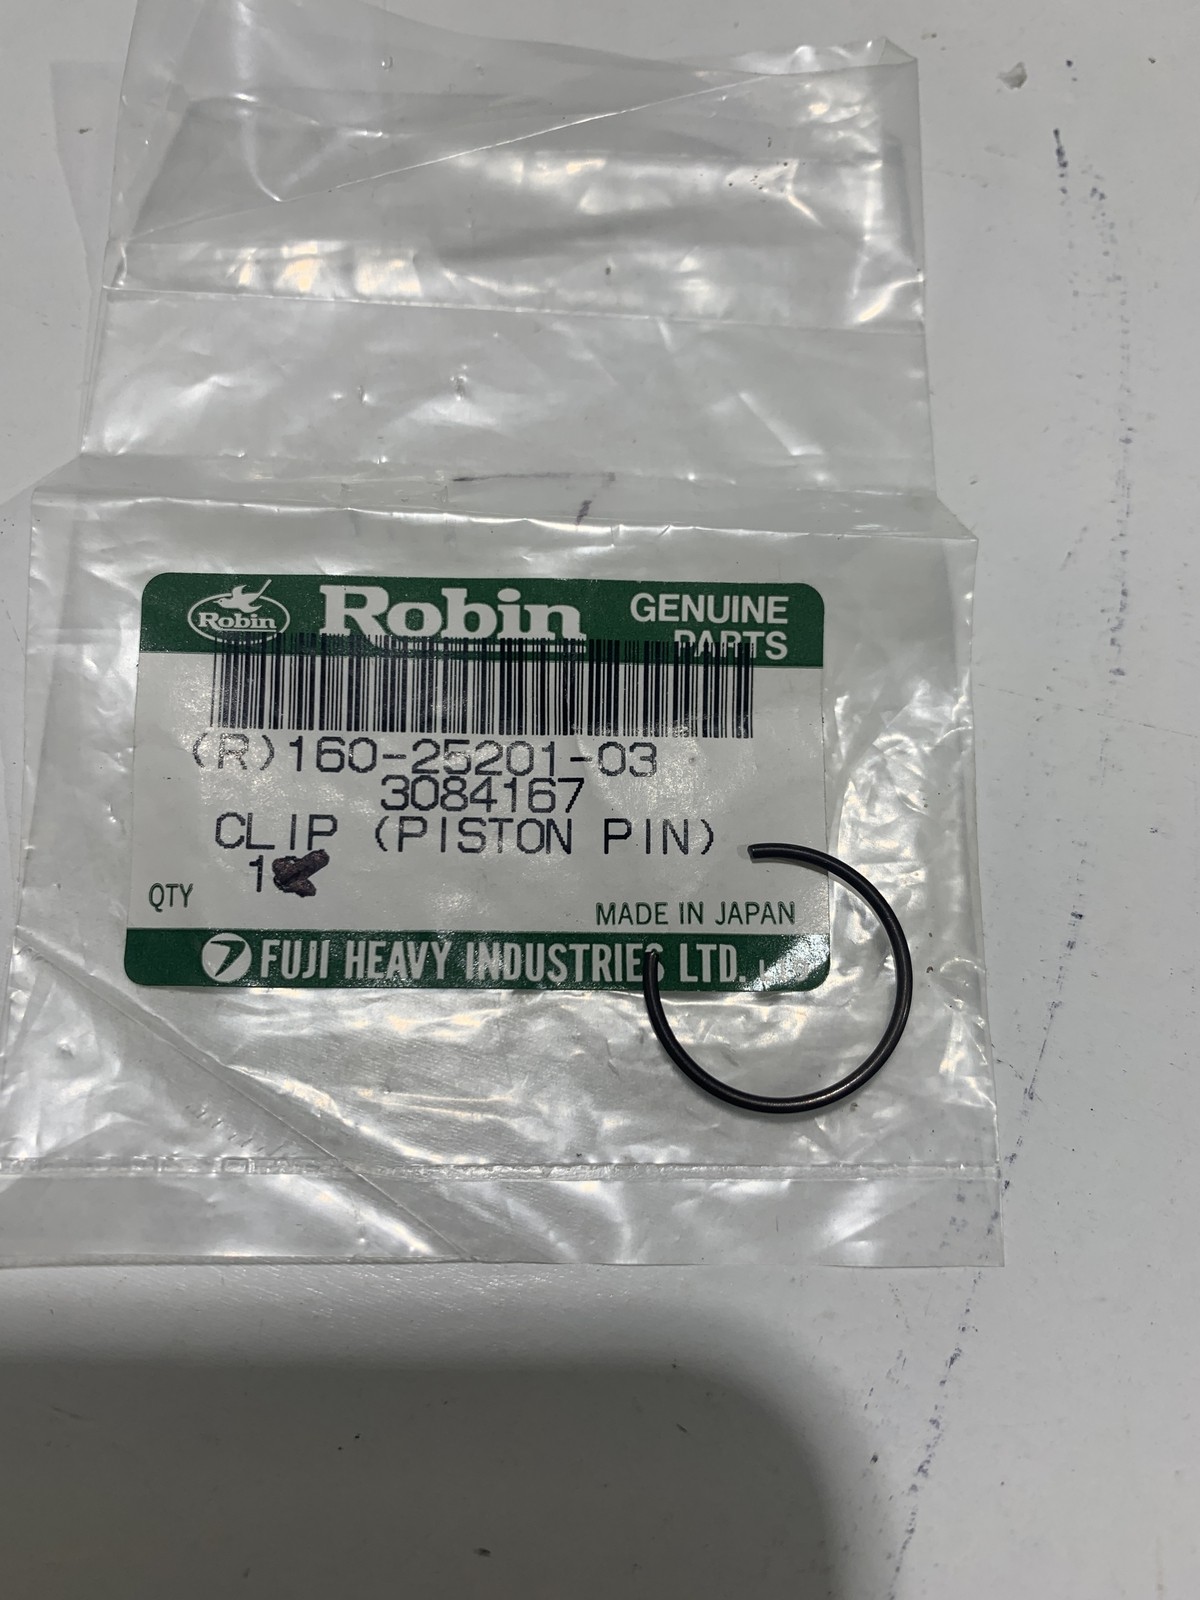 Robin
Robin
GENUINE
PARTS
(R)160-25201-03
3084167
CLIP (PISTON PIN)
1
QTY
MADE IN JAPAN
FUJI HEAVY INDUSTRIES LTD.